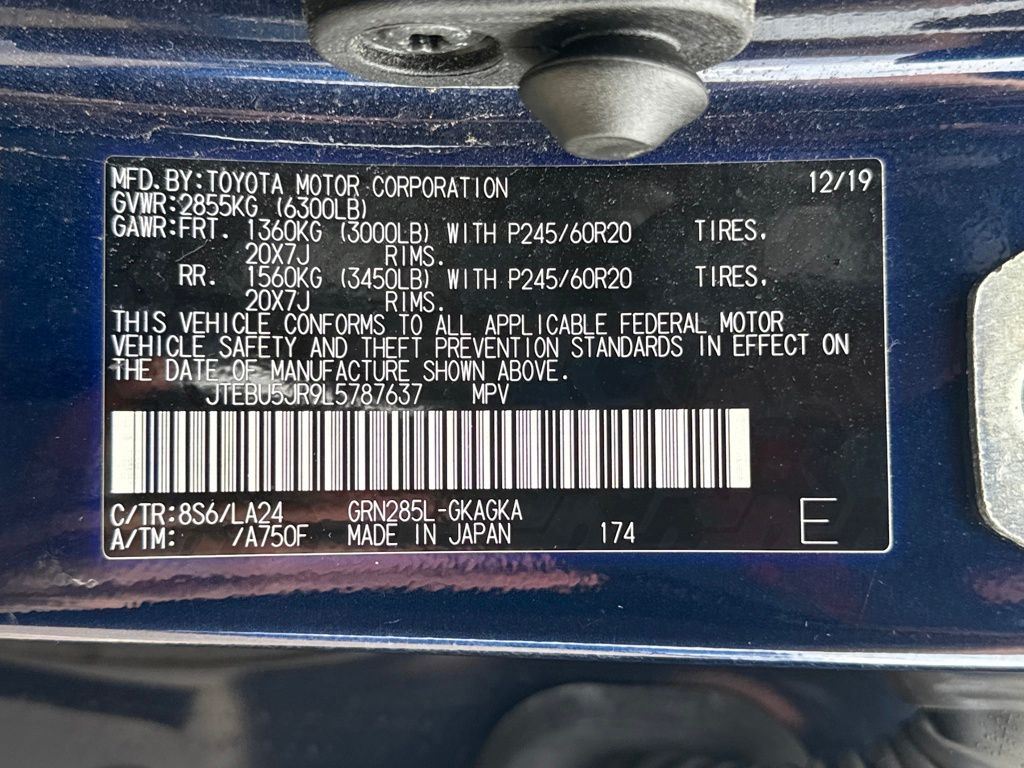 MFD. BY:TOYOTA MOTOR CORPORATION 12/19
GVWR:2855KG (6300LB)
GAWR:FRT. 1360KG (3000LB) WITH P245/60R20 TIRES,
20X7J RIMS.
RR. 1560KG (3450LB) WITH P245/60R20 TIRES,
20X7J RIMS.
THIS VEHICLE CONFORMS TO ALL APPLICABLE FEDERAL MOTOR
VEHICLE SAFETY AND THEFT PREVENTION STANDARDS IN EFFECT ON
THE DATE OF MANUFACTURE SHOWN ABOVE.
JTEBU5JR9L5787637 MPV
C/TR:8S6/LA24 GRN285L-GKAGKA
A/TM: /A750F MADE IN JAPAN 174 E